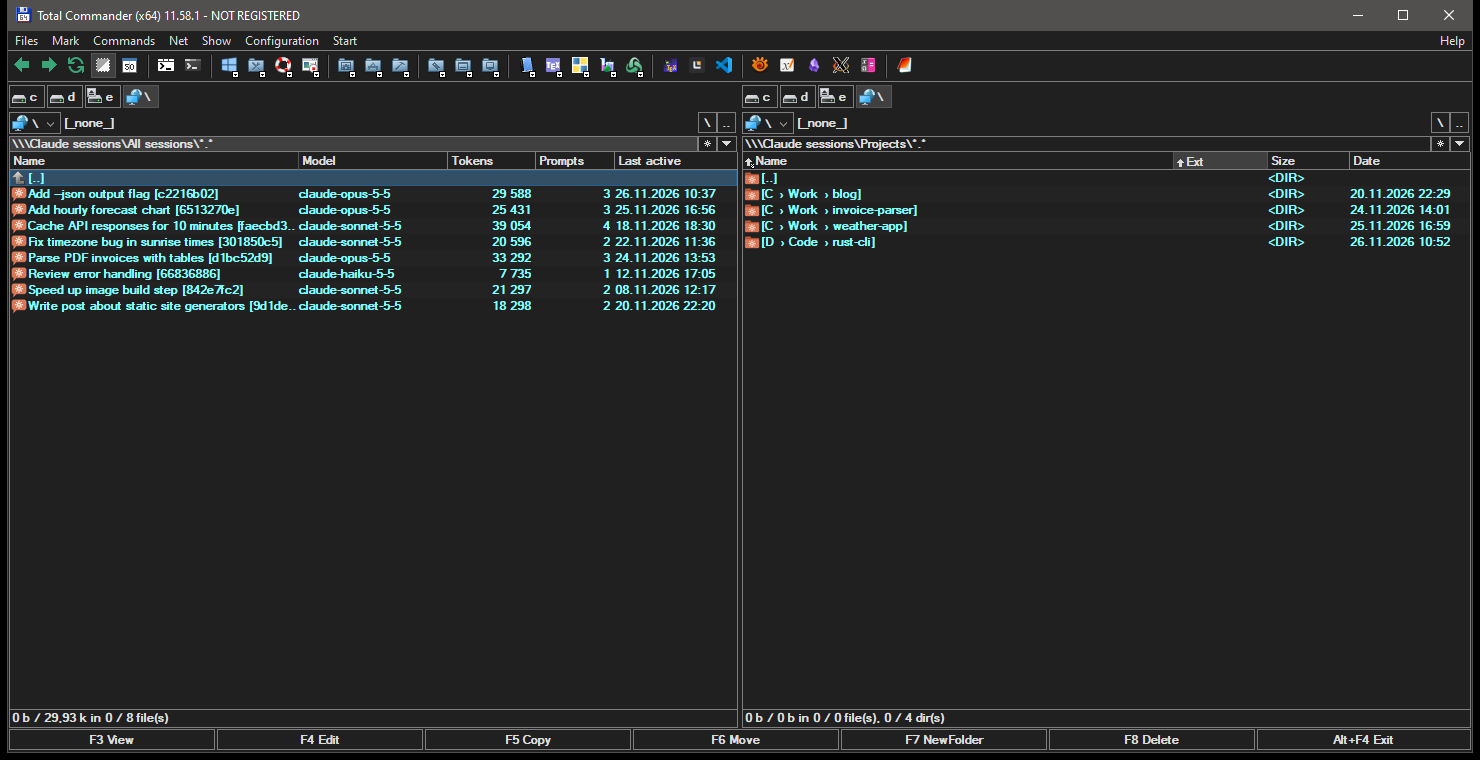 Total Commander (x64) 11.58.1 - NOT REGISTERED
Files Mark Commands Net Show Configuration Start Help
c d e \
\ [_none_] \ ..
\\\Claude sessions\All sessions\*.* *
Name Model Tokens Prompts Last active
[..]
Add --json output flag [c2216b02] claude-opus-5-5 29 588 3 26.11.2026 10:37
Add hourly forecast chart [6513270e] claude-opus-5-5 25 431 3 25.11.2026 16:56
Cache API responses for 10 minutes [faecbd3... claude-sonnet-5-5 39 054 4 18.11.2026 18:30
Fix timezone bug in sunrise times [301850c5] claude-sonnet-5-5 20 596 2 22.11.2026 11:36
Parse PDF invoices with tables [d1bc52d9] claude-opus-5-5 33 292 3 24.11.2026 13:53
Review error handling [66836886] claude-haiku-5-5 7 735 1 12.11.2026 17:05
Speed up image build step [842e7fc2] claude-sonnet-5-5 21 297 2 08.11.2026 12:17
Write post about static site generators [9d1de... claude-sonnet-5-5 18 298 2 20.11.2026 22:20
0 b / 29,93 k in 0 / 8 file(s)
c d e \
\ [_none_] \ ..
\\\Claude sessions\Projects\*.* *
Name Ext Size Date
[..] <DIR>
[C › Work › blog] <DIR> 20.11.2026 22:29
[C › Work › invoice-parser] <DIR> 24.11.2026 14:01
[C › Work › weather-app] <DIR> 25.11.2026 16:59
[D › Code › rust-cli] <DIR> 26.11.2026 10:52
0 b / 0 b in 0 / 0 file(s), 0 / 4 dir(s)
F3 View F4 Edit F5 Copy F6 Move F7 NewFolder F8 Delete Alt+F4 Exit